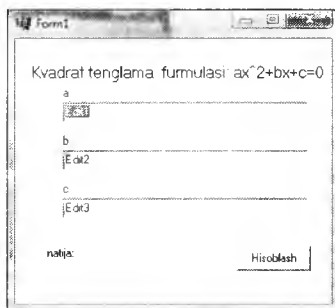 Form1
Kvadrat tenglama furmulasi: ax^2+bx+c=0
a
b
Edit2
c
Edit3
natija:
Hisoblash